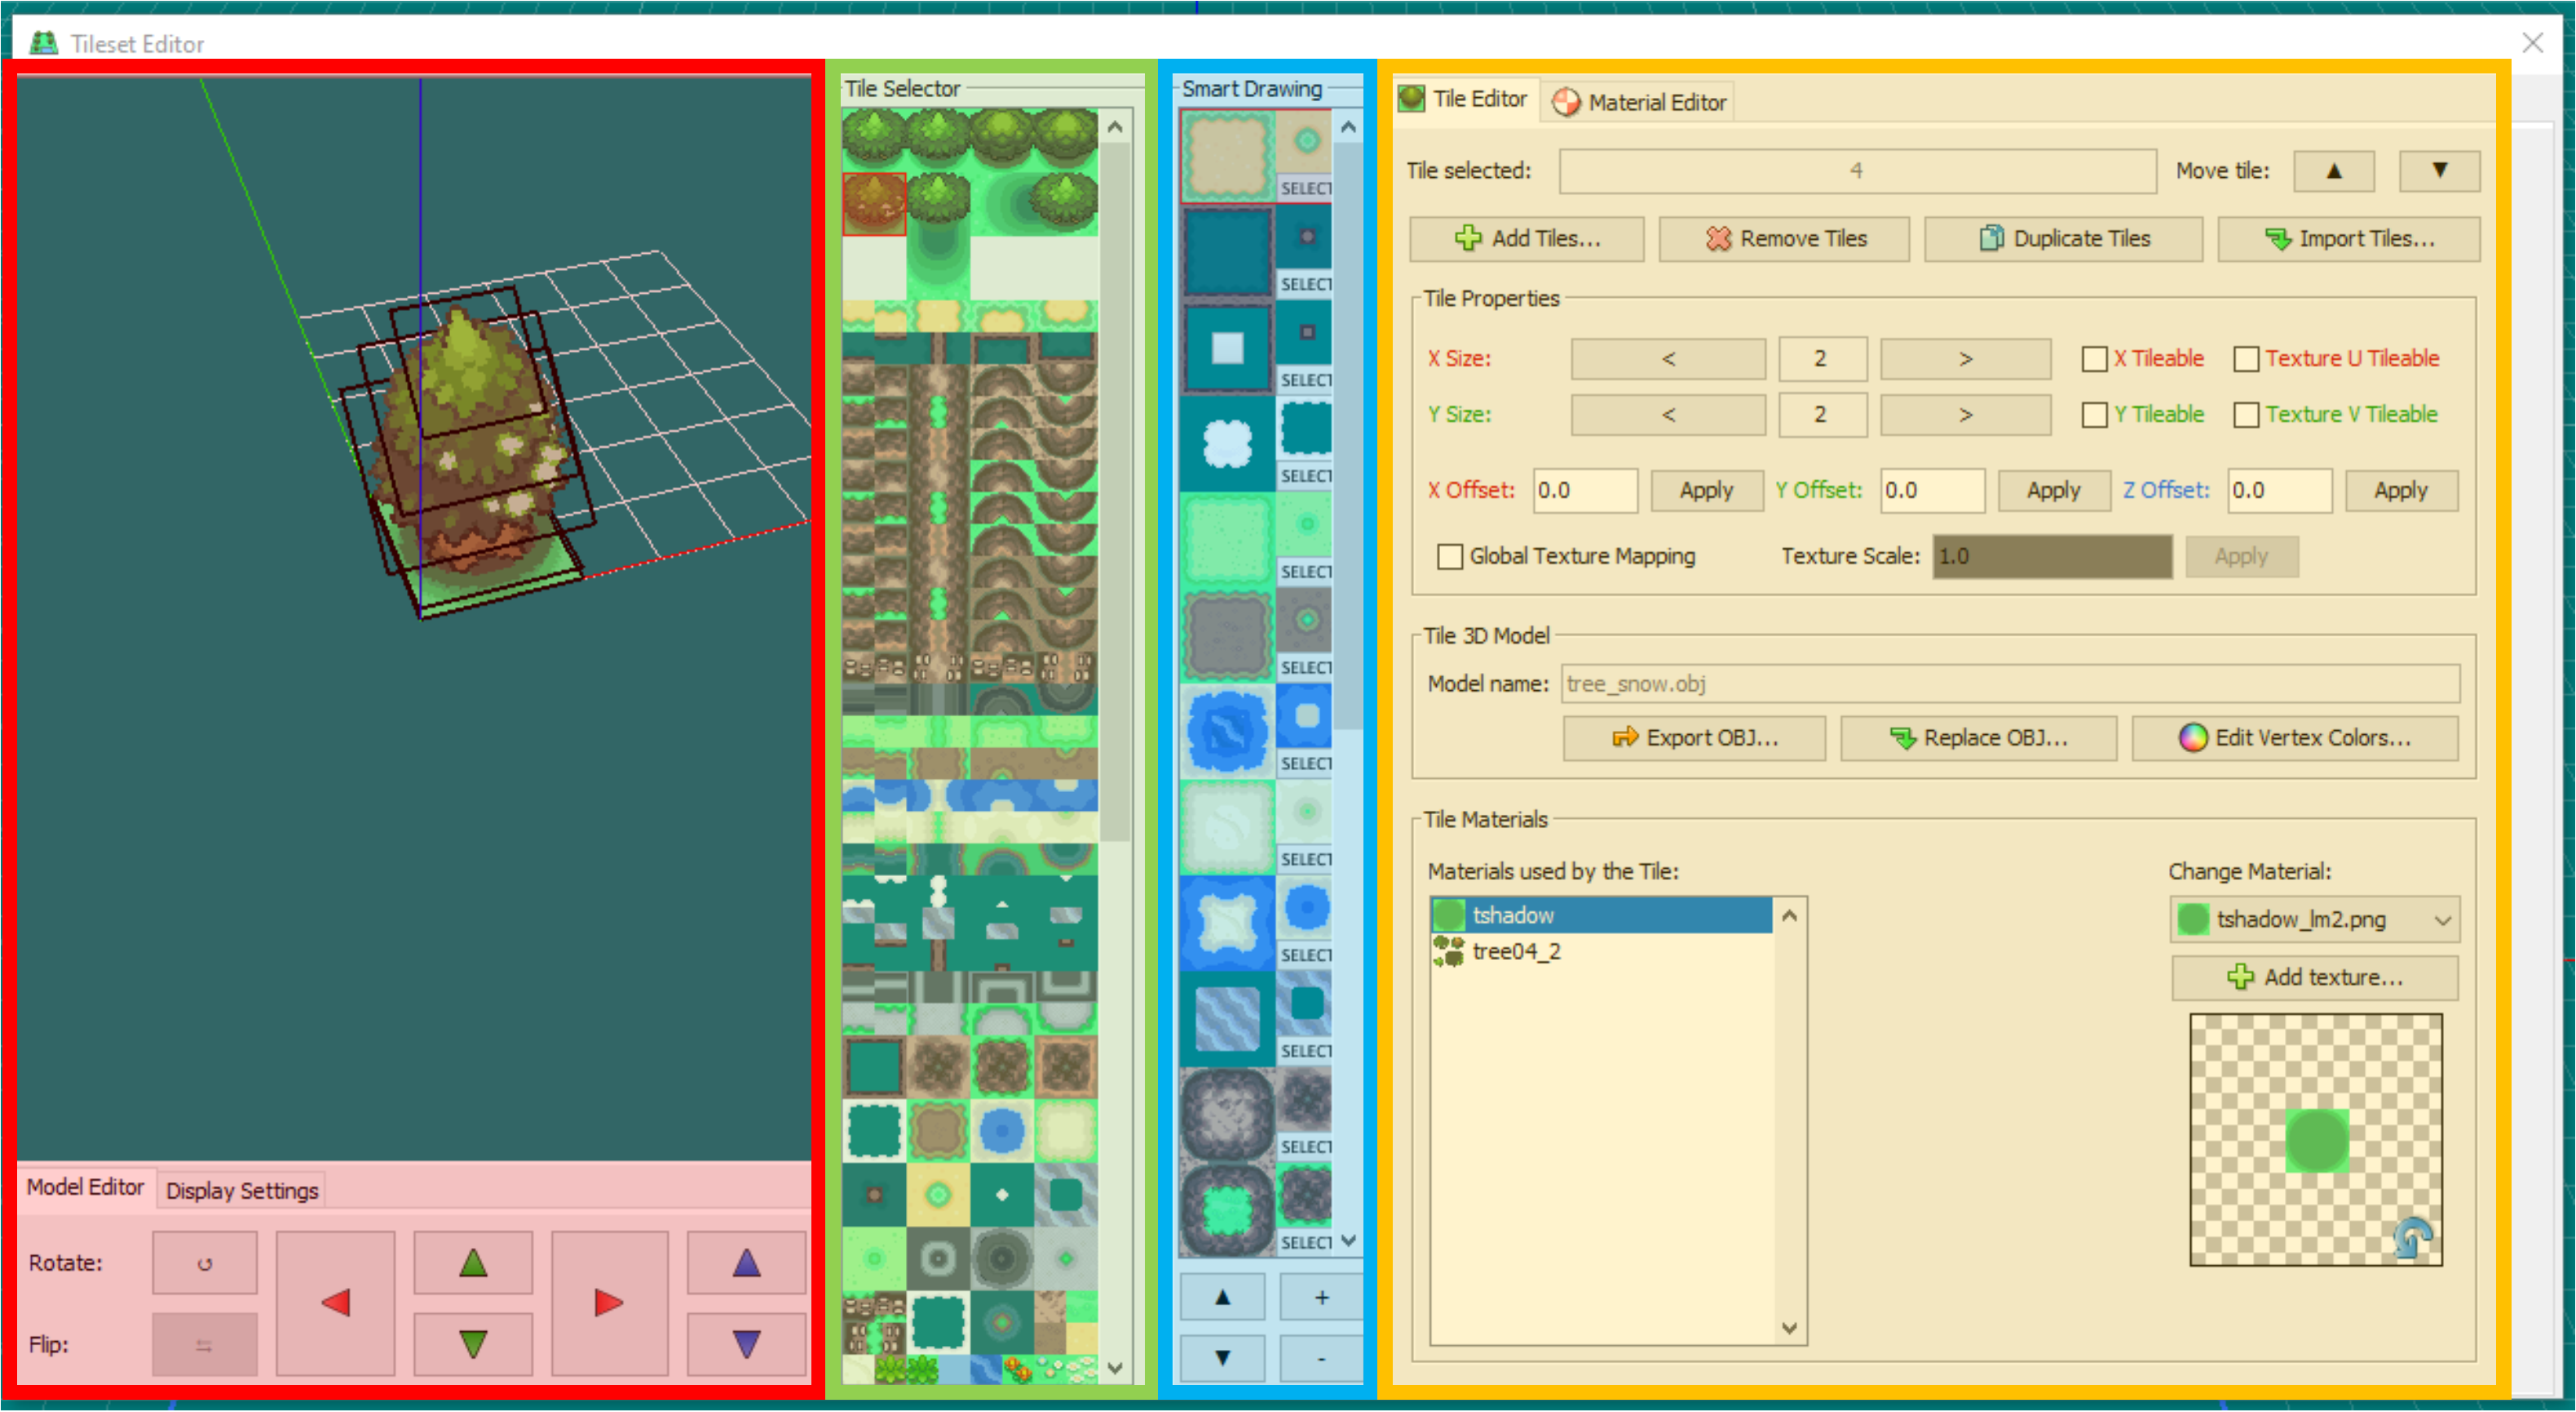 Tileset Editor
Model Editor
Display Settings
Rotate:
Flip:
Tile Selector
Smart Drawing
SELECT
SELECT
SELECT
SELECT
SELECT
SELECT
SELECT
SELECT
SELECT
SELECT
SELECT
SELECT
+
-
Tile Editor
Material Editor
Tile selected: 4 Move tile:
Add Tiles... Remove Tiles Duplicate Tiles Import Tiles...
Tile Properties
X Size: < 2 > X Tileable Texture U Tileable
Y Size: < 2 > Y Tileable Texture V Tileable
X Offset: 0.0 Apply Y Offset: 0.0 Apply Z Offset: 0.0 Apply
Global Texture Mapping Texture Scale: 1.0 Apply
Tile 3D Model
Model name: tree_snow.obj
Export OBJ... Replace OBJ... Edit Vertex Colors...
Tile Materials
Materials used by the Tile:
tshadow
tree04_2
Change Material:
tshadow_lm2.png
Add texture...